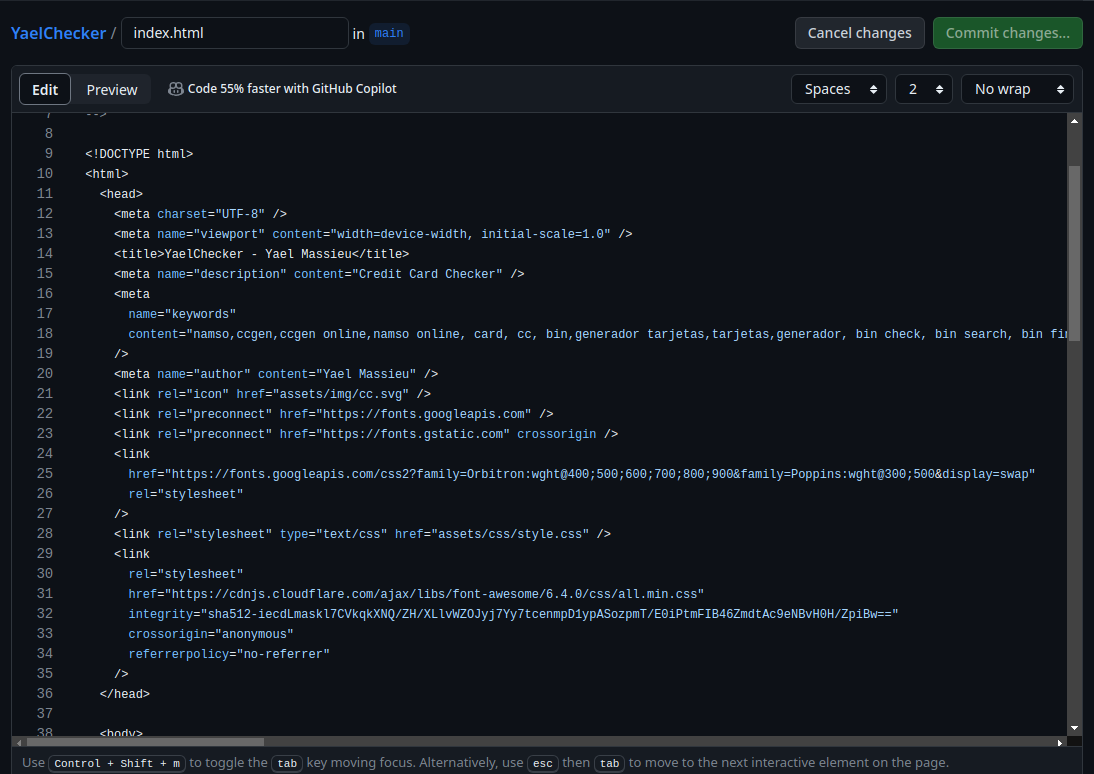 YaelChecker / index.html in main Cancel changes Commit changes...
Edit Preview Code 55% faster with GitHub Copilot Spaces 2 No wrap
7 -->
8
9 <!DOCTYPE html>
10 <html>
11 <head>
12 <meta charset="UTF-8" />
13 <meta name="viewport" content="width=device-width, initial-scale=1.0" />
14 <title>YaelChecker - Yael Massieu</title>
15 <meta name="description" content="Credit Card Checker" />
16 <meta
17 name="keywords"
18 content="namso,ccgen,ccgen online,namso online, card, cc, bin,generador tarjetas,tarjetas,generador, bin check, bin search, bin fin
19 />
20 <meta name="author" content="Yael Massieu" />
21 <link rel="icon" href="assets/img/cc.svg" />
22 <link rel="preconnect" href="https://fonts.googleapis.com" />
23 <link rel="preconnect" href="https://fonts.gstatic.com" crossorigin />
24 <link
25 href="https://fonts.googleapis.com/css2?family=Orbitron:wght@400;500;600;700;800;900&family=Poppins:wght@300;500&display=swap"
26 rel="stylesheet"
27 />
28 <link rel="stylesheet" type="text/css" href="assets/css/style.css" />
29 <link
30 rel="stylesheet"
31 href="https://cdnjs.cloudflare.com/ajax/libs/font-awesome/6.4.0/css/all.min.css"
32 integrity="sha512-iecdLmaskl7CVkqkXNQ/ZH/XLlvWZOJyj7Yy7tcenmpD1ypASozpmT/E0iPtmFIB46ZmdtAc9eNBvH0H/ZpiBw=="
33 crossorigin="anonymous"
34 referrerpolicy="no-referrer"
35 />
36 </head>
37
38 <body>
Use Control + Shift + m to toggle the tab key moving focus. Alternatively, use esc then tab to move to the next interactive element on the page.